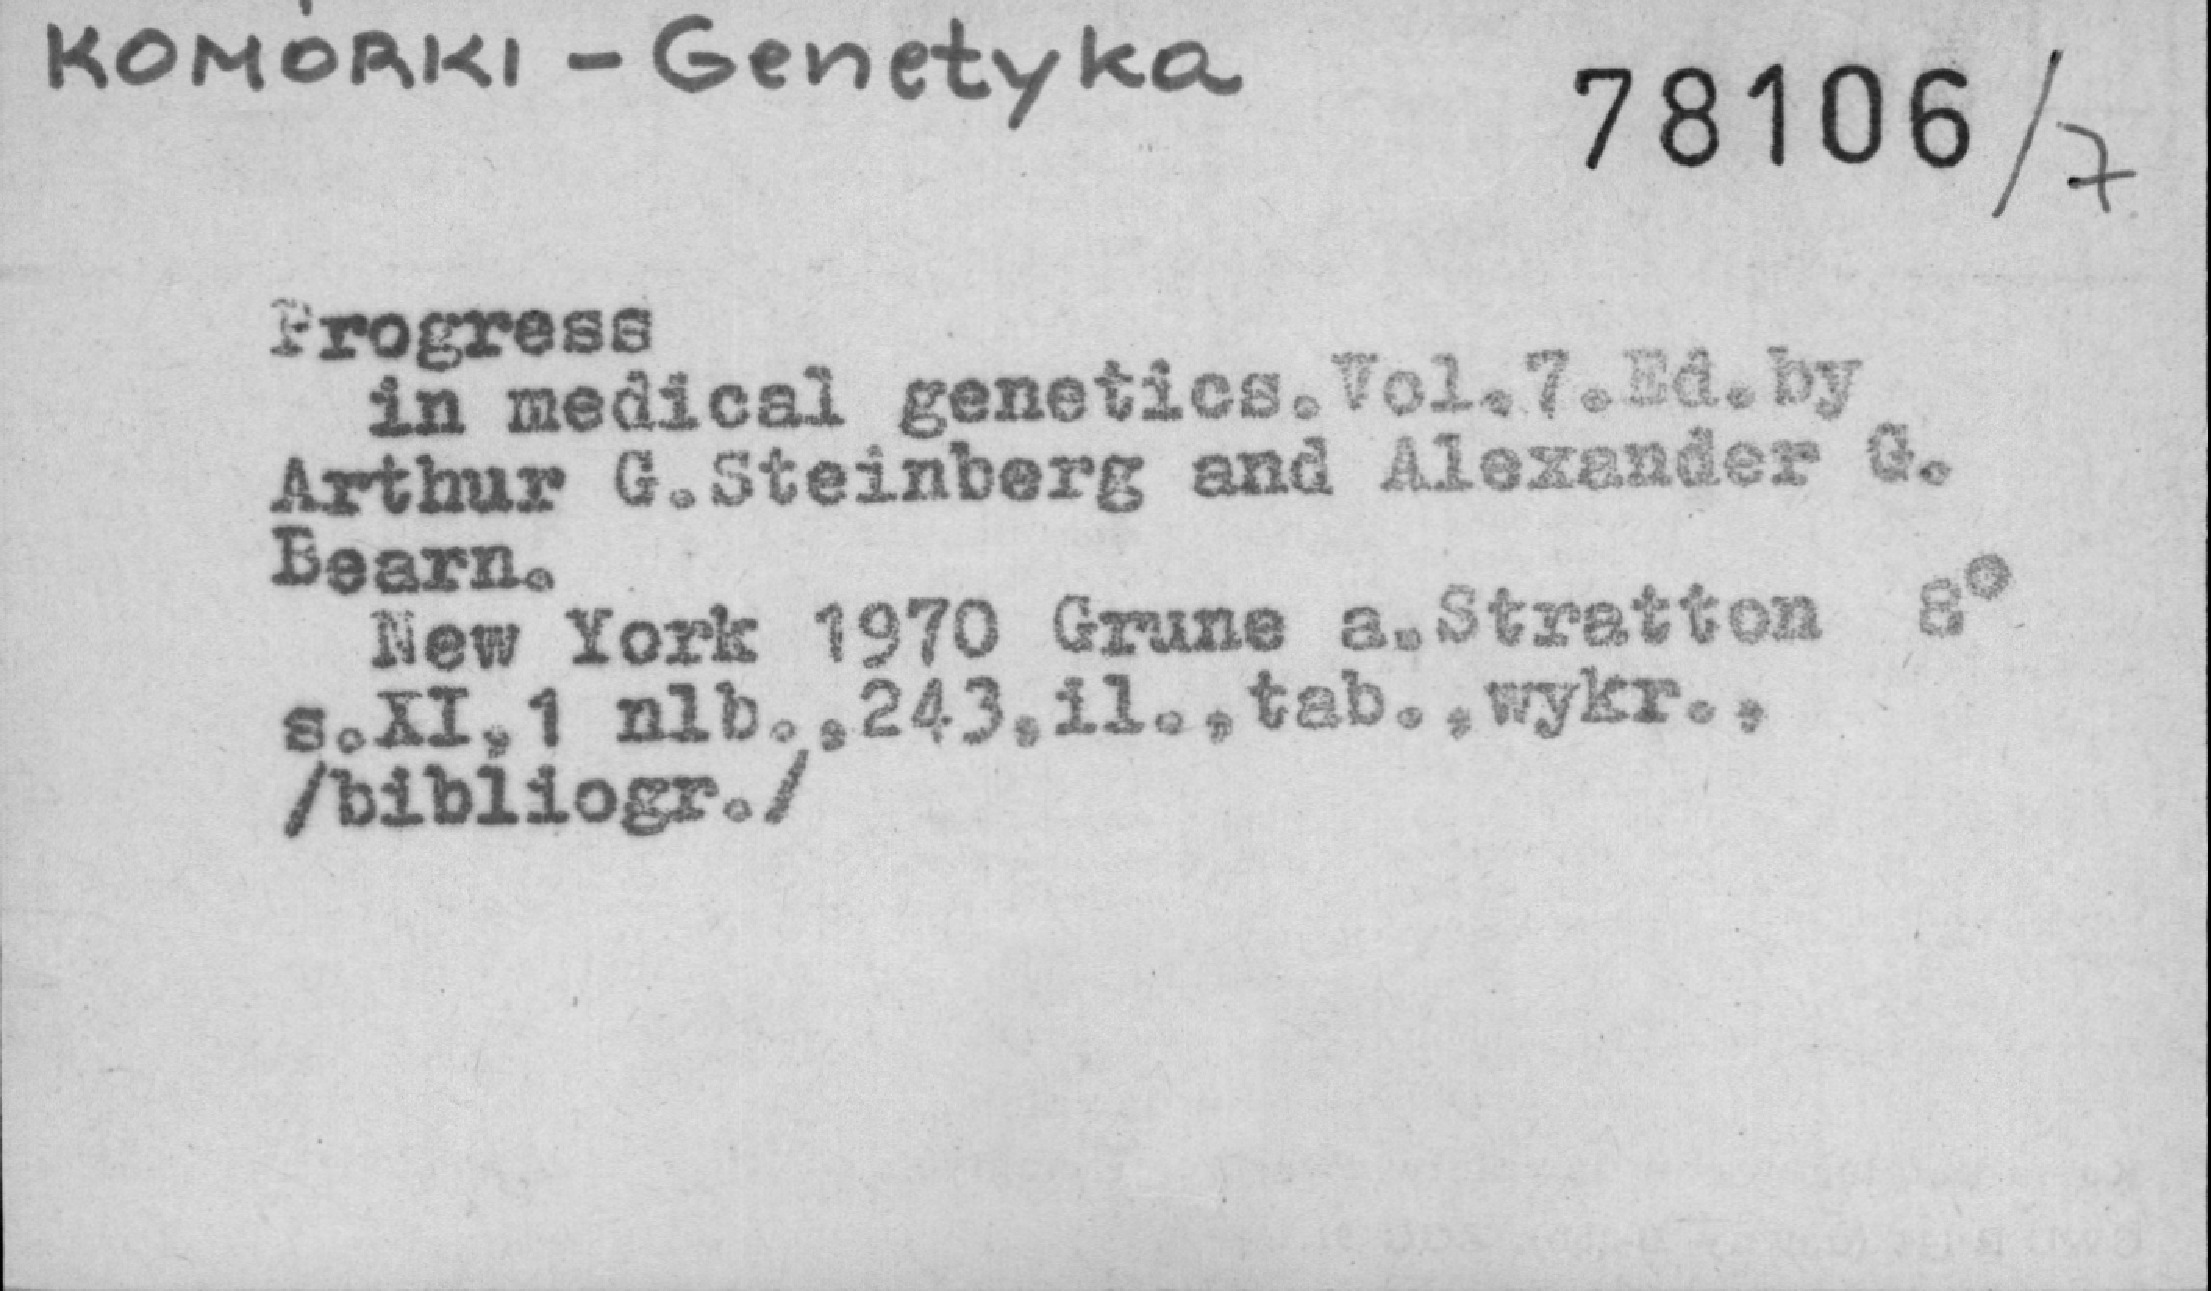 KOMÓRKI - Genetyka
78106/7
Progress
in medical genetics.Vol.7.Ed.by
Arthur G.Steinberg and Alexander G.
Bearn.
New York 1970 Grune a.Stratton 8°
s.XI,1 nlb.,243,il.,tab.,wykr.,
/bibliogr./